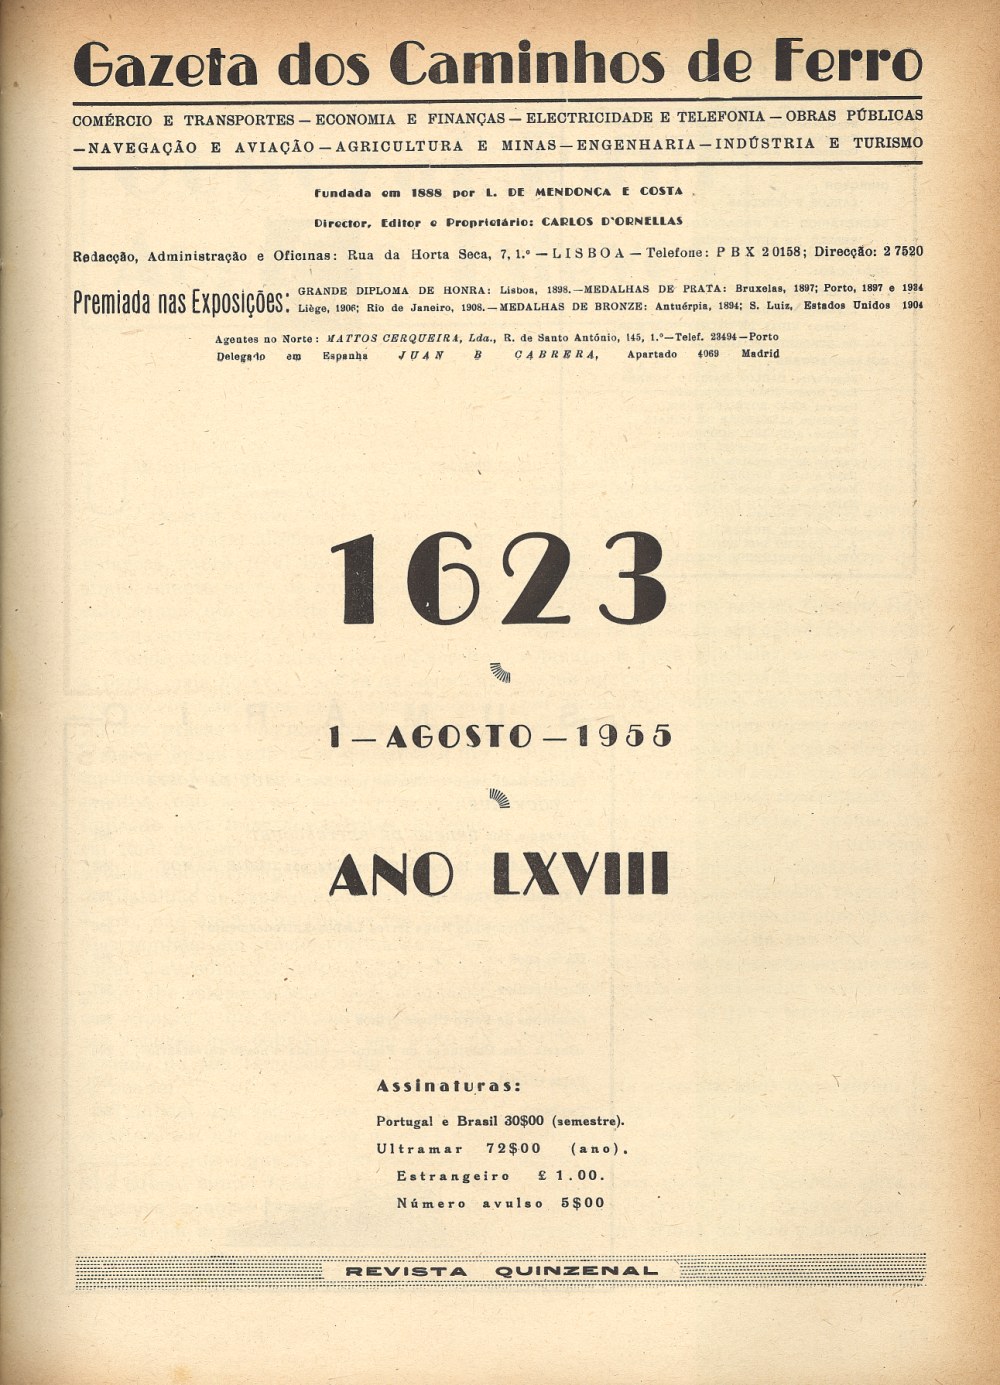 Gazeta dos Caminhos de Ferro
COMÉRCIO E TRANSPORTES — ECONOMIA E FINANÇAS — ELECTRICIDADE E TELEFONIA — OBRAS PÚBLICAS
— NAVEGAÇÃO E AVIAÇÃO — AGRICULTURA E MINAS — ENGENHARIA — INDÚSTRIA E TURISMO
Fundada em 1888 por L. DE MENDONÇA E COSTA
Director, Editor e Proprietário: CARLOS D'ORNELLAS
Redacção, Administração e Oficinas: Rua da Horta Seca, 7, 1.º — LISBOA — Telefone: P B X 2 0158; Direcção: 2 7520
Premiada nas Exposições:
GRANDE DIPLOMA DE HONRA: Lisboa, 1898. — MEDALHAS DE PRATA: Bruxelas, 1897; Porto, 1897 e 1934
Liège, 1906; Rio de Janeiro, 1908. — MEDALHAS DE BRONZE: Antuérpia, 1894; S. Luiz, Estados Unidos 1904
Agentes no Norte: MATTOS CERQUEIRA, Lda., R. de Santo António, 145, 1.º — Telef. 23494 — Porto
Delegado em Espanha JUAN B CABRERA, Apartado 4069 Madrid
1623
1 — AGOSTO — 1955
ANO LXVIII
Assinaturas:
Portugal e Brasil 30$00 (semestre).
Ultramar 72$00 (ano).
Estrangeiro £ 1.00.
Número avulso 5$00
REVISTA QUINZENAL